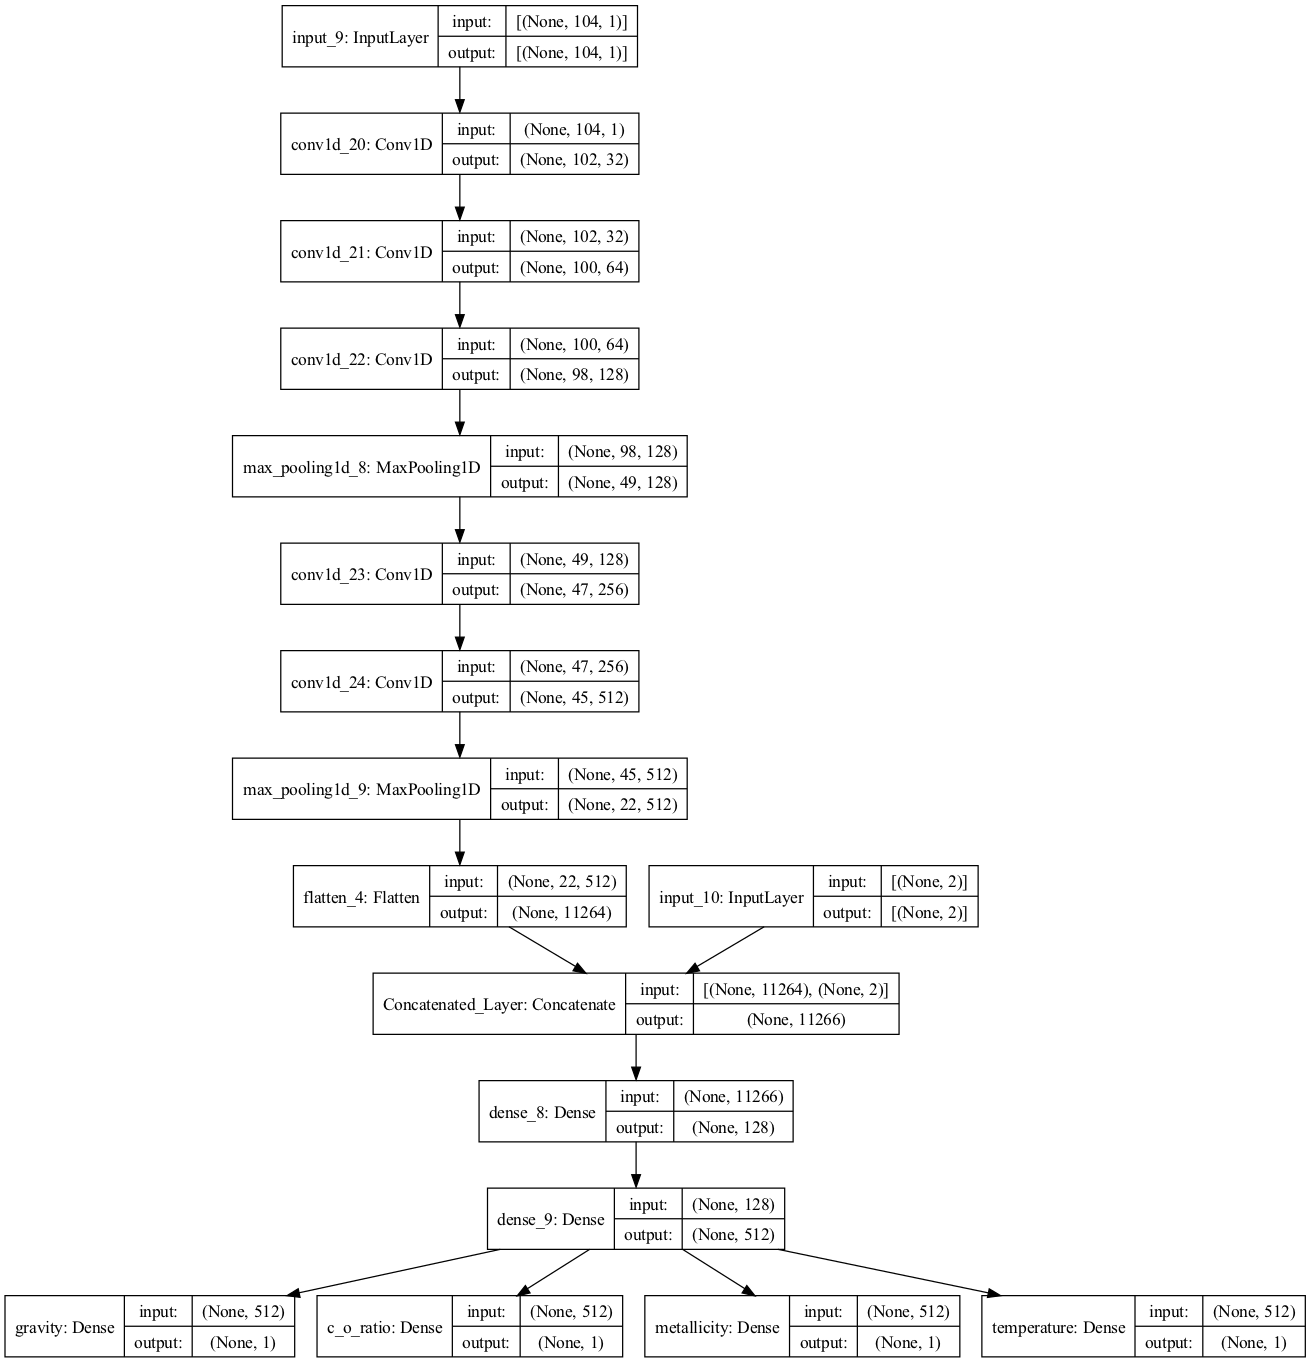 input_9: InputLayer
input: [(None, 104, 1)]
output: [(None, 104, 1)]
conv1d_20: Conv1D
input: (None, 104, 1)
output: (None, 102, 32)
conv1d_21: Conv1D
input: (None, 102, 32)
output: (None, 100, 64)
conv1d_22: Conv1D
input: (None, 100, 64)
output: (None, 98, 128)
max_pooling1d_8: MaxPooling1D
input: (None, 98, 128)
output: (None, 49, 128)
conv1d_23: Conv1D
input: (None, 49, 128)
output: (None, 47, 256)
conv1d_24: Conv1D
input: (None, 47, 256)
output: (None, 45, 512)
max_pooling1d_9: MaxPooling1D
input: (None, 45, 512)
output: (None, 22, 512)
flatten_4: Flatten
input: (None, 22, 512)
output: (None, 11264)
input_10: InputLayer
input: [(None, 2)]
output: [(None, 2)]
Concatenated_Layer: Concatenate
input: [(None, 11264), (None, 2)]
output: (None, 11266)
dense_8: Dense
input: (None, 11266)
output: (None, 128)
dense_9: Dense
input: (None, 128)
output: (None, 512)
gravity: Dense
input: (None, 512)
output: (None, 1)
c_o_ratio: Dense
input: (None, 512)
output: (None, 1)
metallicity: Dense
input: (None, 512)
output: (None, 1)
temperature: Dense
input: (None, 512)
output: (None, 1)